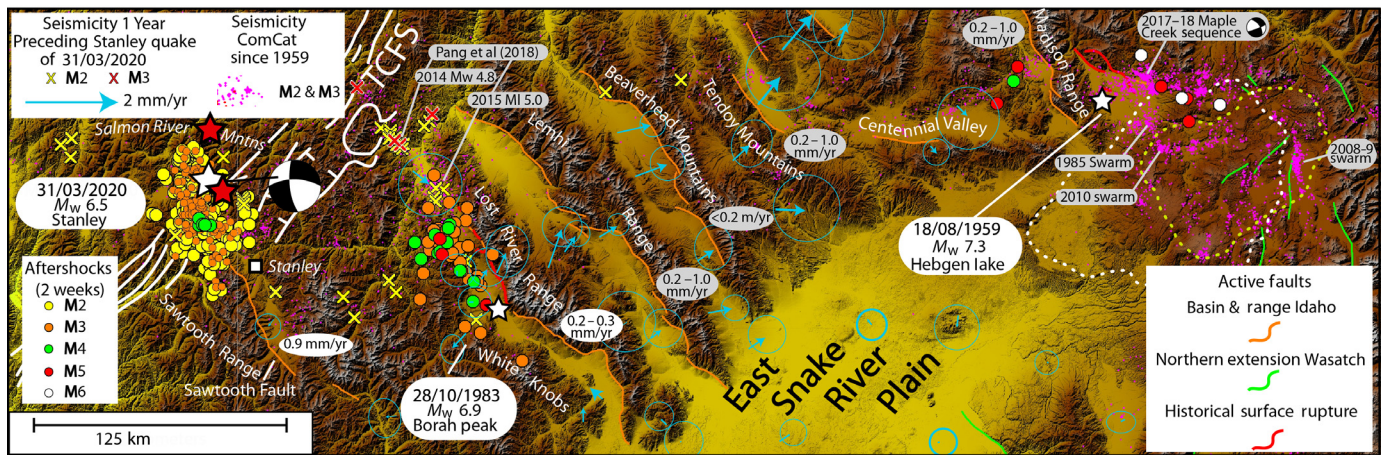 Seismicity 1 Year
Preceding Stanley quake
of 31/03/2020
M2 M3
2 mm/yr
Seismicity
ComCat
since 1959
M2 & M3
TCFS
Salmon River
Mntns
31/03/2020
Mw 6.5
Stanley
Aftershocks
(2 weeks)
M2
M3
M4
M5
M6
Stanley
Sawtooth Range
Sawtooth Fault
0.9 mm/yr
125 km
Pang et al (2018)
2014 Mw 4.8
2015 Ml 5.0
Lost
River
Range
0.2–0.3
mm/yr
White Knobs
28/10/1983
Mw 6.9
Borah peak
Lemhi
Range
0.2–1.0
mm/yr
Beaverhead Mountains
<0.2 m/yr
Tendoy Mountains
0.2–1.0
mm/yr
East
Snake
River
Plain
Centennial Valley
0.2–1.0
mm/yr
Madison Range
18/08/1959
Mw 7.3
Hebgen lake
2017–18 Maple
Creek sequence
1985 Swarm
2010 swarm
2008-9
swarm
Active faults
Basin & range Idaho
Northern extension Wasatch
Historical surface rupture